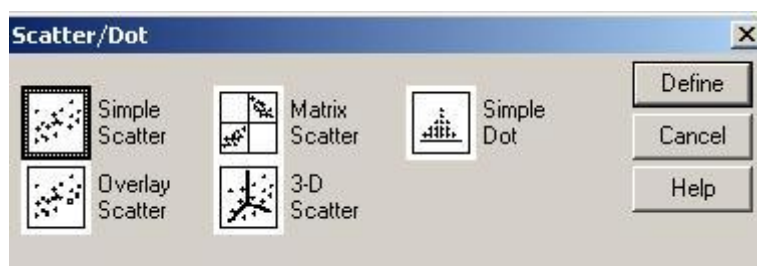 Scatter/Dot
Simple
Scatter
Matrix
Scatter
Simple
Dot
Overlay
Scatter
3-D
Scatter
Define
Cancel
Help